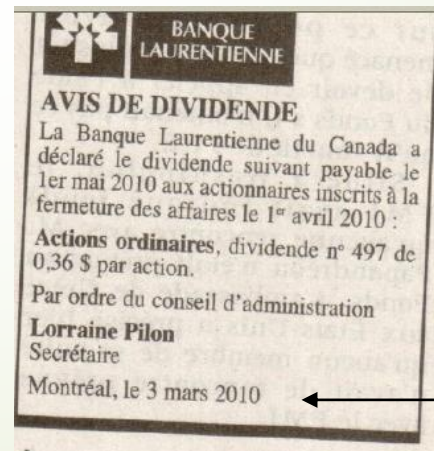 BANQUE
LAURENTIENNE
AVIS DE DIVIDENDE
La Banque Laurentienne du Canada a
déclaré le dividende suivant payable le
1er mai 2010 aux actionnaires inscrits à la
fermeture des affaires le 1er avril 2010 :
Actions ordinaires, dividende n° 497 de
0,36 $ par action.
Par ordre du conseil d'administration
Lorraine Pilon
Secrétaire
Montréal, le 3 mars 2010